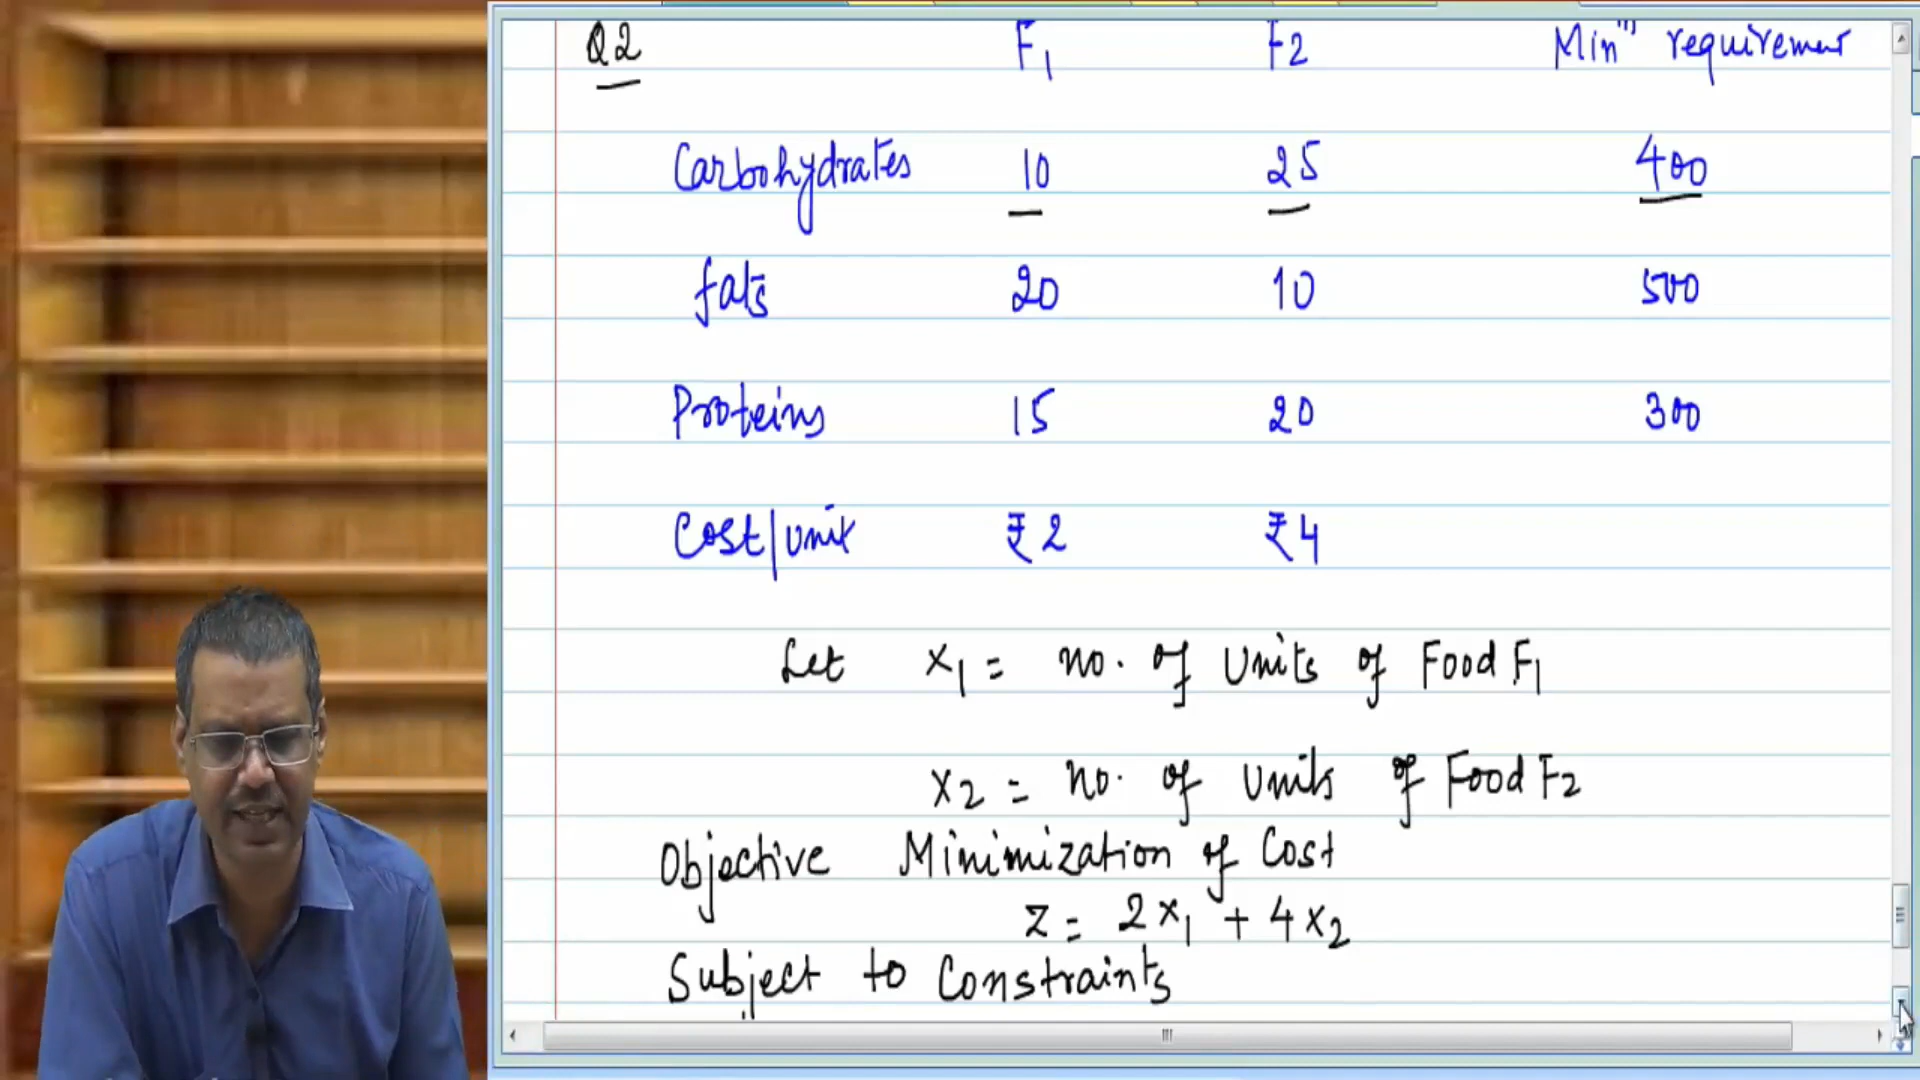 Q2 F1 F2 Minm requirement
Carbohydrates 10 25 400
fats 20 10 500
Proteins 15 20 300
Cost/unit ₹2 ₹4
Let x1 = no. of Units of Food F1
x2 = no. of Units of Food F2
Objective Minimization of Cost
Z = 2x1 + 4x2
Subject to Constraints